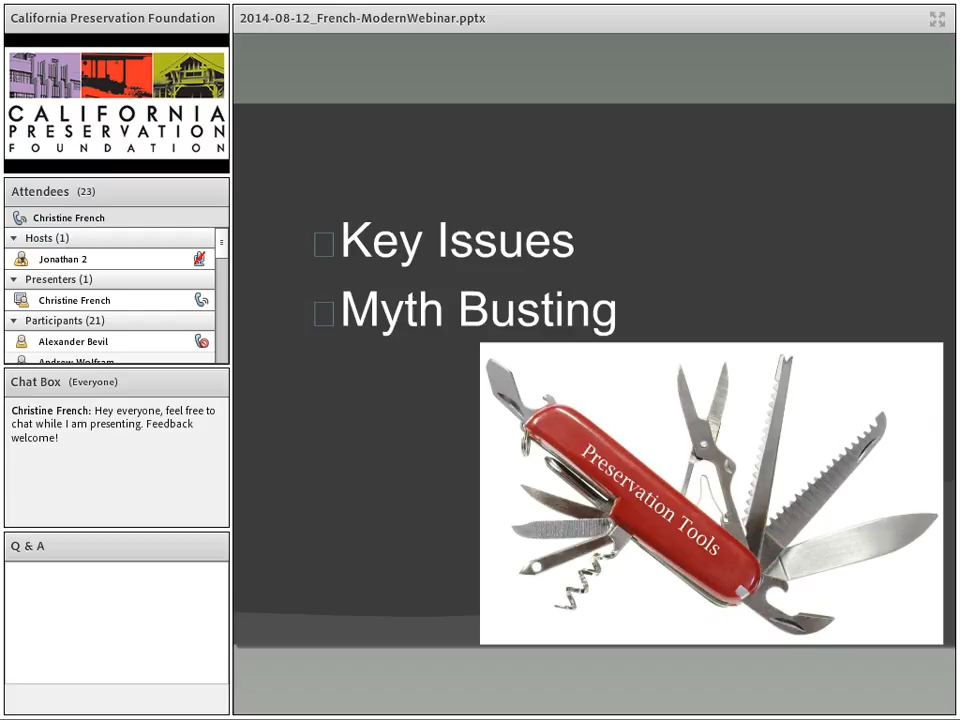 California Preservation Foundation
CALIFORNIA
PRESERVATION
FOUNDATION
Attendees (23)
Christine French
Hosts (1)
Jonathan 2
Presenters (1)
Christine French
Participants (21)
Alexander Bevil
Andrew Wolfram
Chat Box (Everyone)
Christine French: Hey everyone, feel free to
chat while I am presenting. Feedback
welcome!
Q & A
2014-08-12_French-ModernWebinar.pptx
Key Issues
Myth Busting
Preservation Tools